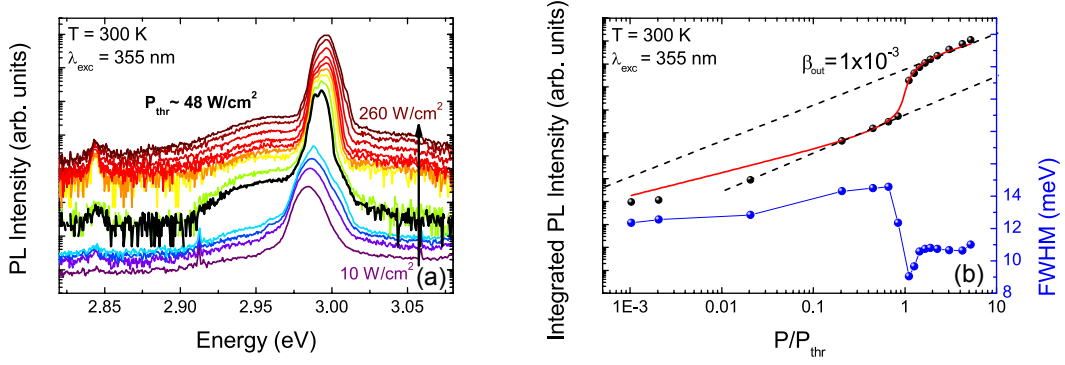 PL Intensity (arb. units)
T = 300 K
λexc = 355 nm
Pthr ~ 48 W/cm²
260 W/cm²
10 W/cm²
(a)
2.85 2.90 2.95 3.00 3.05
Energy (eV)
Integrated PL Intensity (arb. units)
T = 300 K
λexc = 355 nm
βout=1x10⁻³
(b)
1E-3 0.01 0.1 1 10
P/Pthr
14
12
11
10
9
8
FWHM (meV)